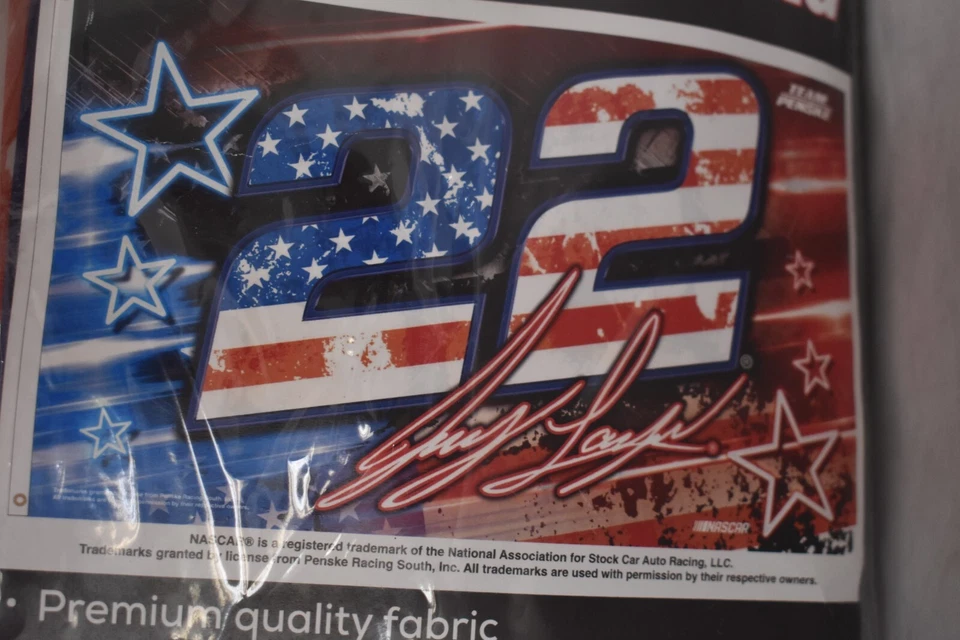 TEAM
PENSKE
22
Joey Logano
NASCAR
NASCAR® is a registered trademark of the National Association for Stock Car Auto Racing, LLC.
Trademarks granted by license from Penske Racing South, Inc. All trademarks are used with permission by their respective owners.
• Premium quality fabric